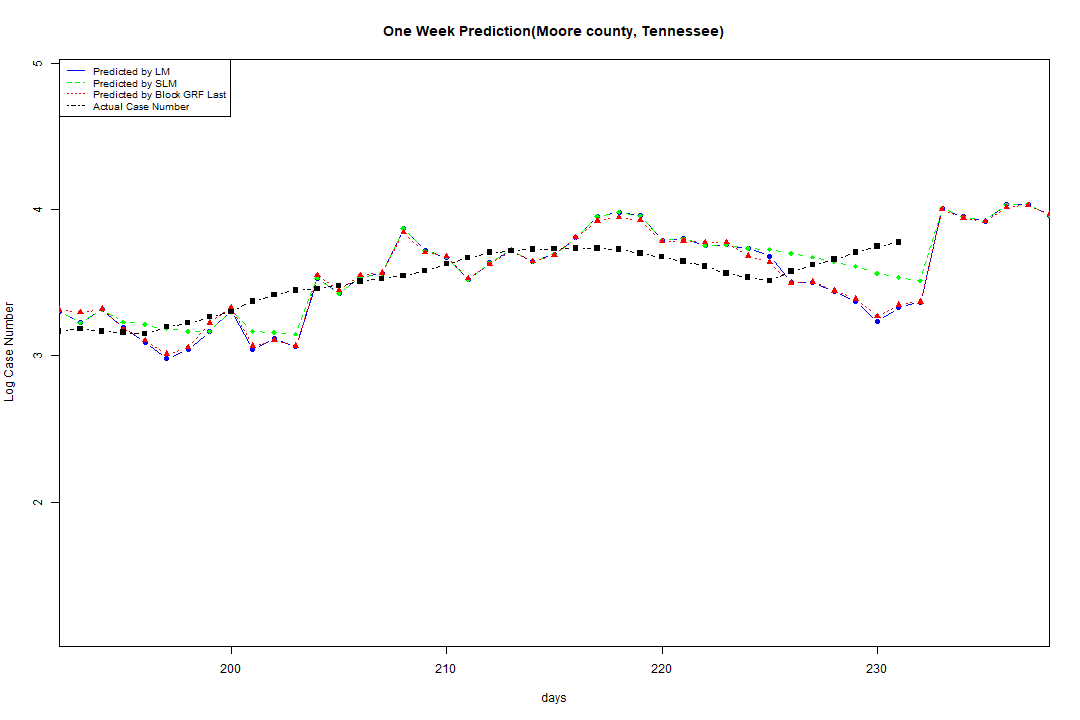 One Week Prediction(Moore county, Tennessee)
Predicted by LM
Predicted by SLM
Predicted by Block GRF Last
Actual Case Number
5
4
3
2
Log Case Number
200 210 220 230
days